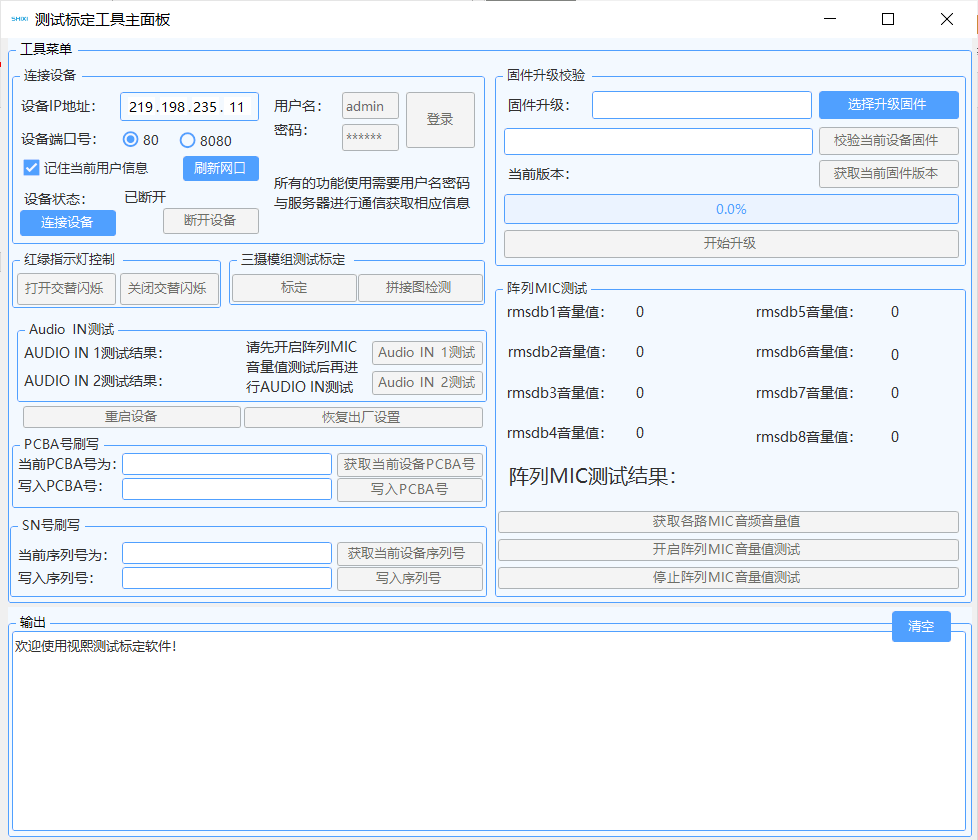 SHIXI 测试标定工具主面板
工具菜单
连接设备
设备IP地址： 219.198.235. 11
用户名： admin
密码： ******
登录
设备端口号： 80 8080
记住当前用户信息 刷新网口
设备状态： 已断开
连接设备 断开设备
所有的功能使用需要用户名密码
与服务器进行通信获取相应信息
红绿指示灯控制
打开交替闪烁 关闭交替闪烁
三摄模组测试标定
标定 拼接图检测
Audio IN测试
AUDIO IN 1测试结果：
AUDIO IN 2测试结果：
请先开启阵列MIC
音量值测试后再进
行AUDIO IN测试
Audio IN 1测试
Audio IN 2测试
重启设备 恢复出厂设置
PCBA号刷写
当前PCBA号为： 获取当前设备PCBA号
写入PCBA号： 写入PCBA号
SN号刷写
当前序列号为： 获取当前设备序列号
写入序列号： 写入序列号
固件升级校验
固件升级： 选择升级固件
校验当前设备固件
当前版本： 获取当前固件版本
0.0%
开始升级
阵列MIC测试
rmsdb1音量值： 0 rmsdb5音量值： 0
rmsdb2音量值： 0 rmsdb6音量值： 0
rmsdb3音量值： 0 rmsdb7音量值： 0
rmsdb4音量值： 0 rmsdb8音量值： 0
阵列MIC测试结果：
获取各路MIC音频音量值
开启阵列MIC音量值测试
停止阵列MIC音量值测试
输出 清空
欢迎使用视熙测试标定软件！